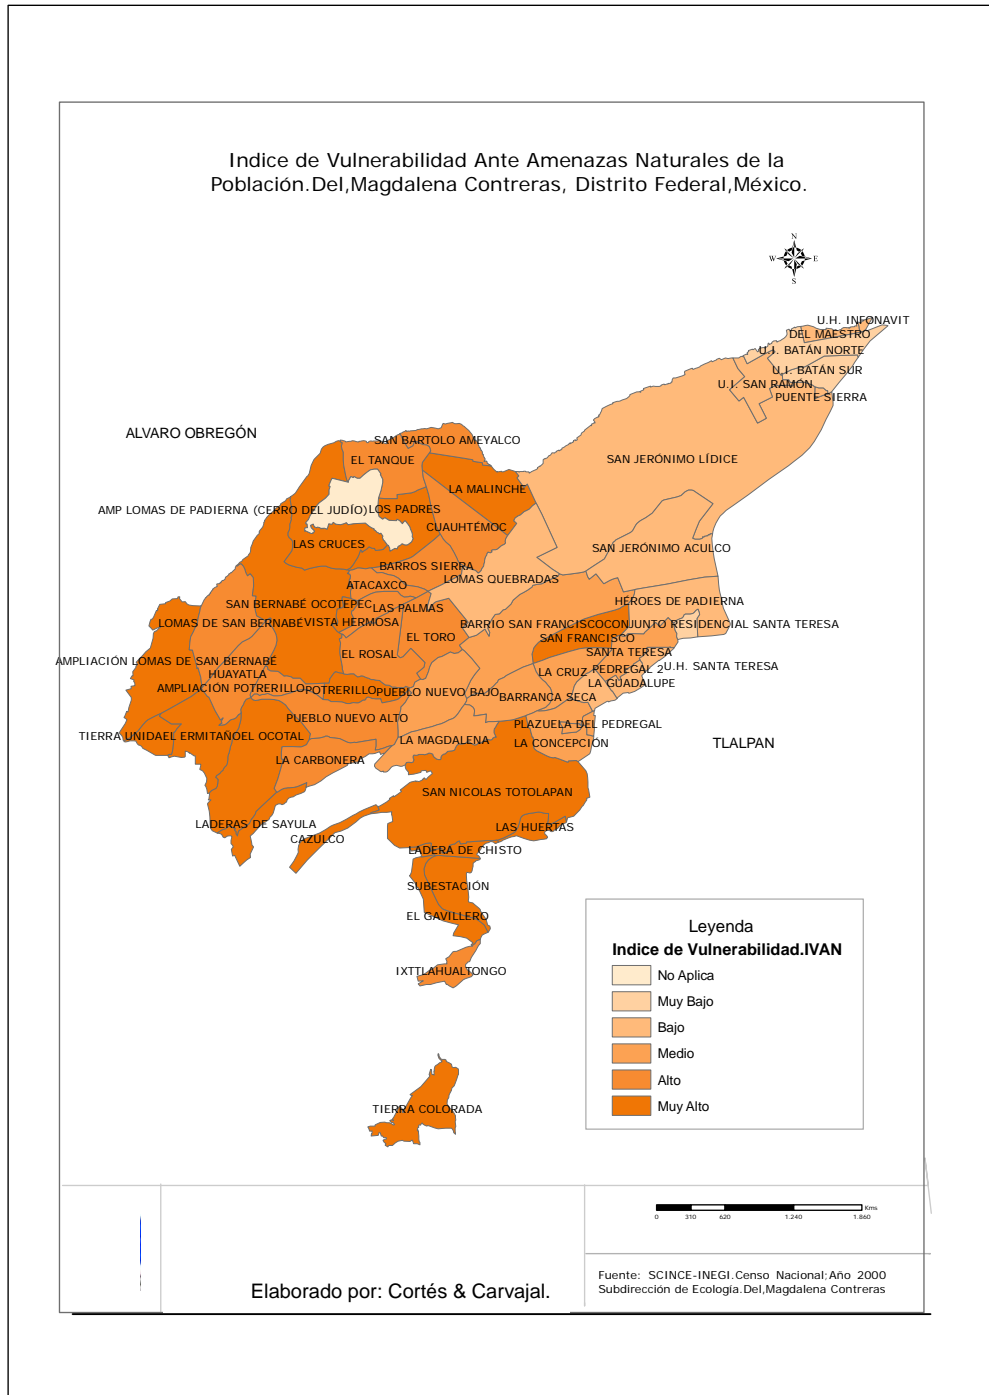 Indice de Vulnerabilidad Ante Amenazas Naturales de la
Población.Del,Magdalena Contreras, Distrito Federal,México.
N
W E
S
U.H. INFONAVIT
DEL MAESTRO
U.I. BATÁN NORTE
U.I. BATÁN SUR
U.I. SAN RAMÓN
PUENTE SIERRA
ALVARO OBREGÓN
SAN BARTOLO AMEYALCO
EL TANQUE
SAN JERÓNIMO LÍDICE
LA MALINCHE
AMP LOMAS DE PADIERNA (CERRO DEL JUDÍO)
LOS PADRES
CUAUHTÉMOC
LAS CRUCES
SAN JERÓNIMO ACULCO
BARROS SIERRA
LOMAS QUEBRADAS
ATACAXCO
HÉROES DE PADIERNA
SAN BERNABÉ OCOTEPEC
LAS PALMAS
LOMAS DE SAN BERNABÉ
VISTA HERMOSA
BARRIO SAN FRANCISCO
CONJUNTO RESIDENCIAL SANTA TERESA
EL TORO
SAN FRANCISCO
EL ROSAL
SANTA TERESA
AMPLIACIÓN LOMAS DE SAN BERNABÉ
U.H. SANTA TERESA
PEDREGAL 2
HUAYATLA
LA CRUZ
LA GUADALUPE
AMPLIACIÓN POTRERILLO
POTRERILLO
PUEBLO NUEVO BAJO
BARRANCA SECA
PUEBLO NUEVO ALTO
PLAZUELA DEL PEDREGAL
TIERRA UNIDA
EL ERMITAÑO
EL OCOTAL
LA MAGDALENA
LA CONCEPCIÓN
TLALPAN
LA CARBONERA
SAN NICOLAS TOTOLAPAN
LADERAS DE SAYULA
LAS HUERTAS
CAZULCO
LADERA DE CHISTO
SUBESTACIÓN
EL GAVILLERO
IXTTLAHUALTONGO
TIERRA COLORADA
Leyenda
Indice de Vulnerabilidad.IVAN
No Aplica
Muy Bajo
Bajo
Medio
Alto
Muy Alto
Kms
0 310 620 1.240 1.860
Elaborado por: Cortés & Carvajal.
Fuente: SCINCE-INEGI.Censo Nacional;Año 2000
Subdirección de Ecología.Del,Magdalena Contreras